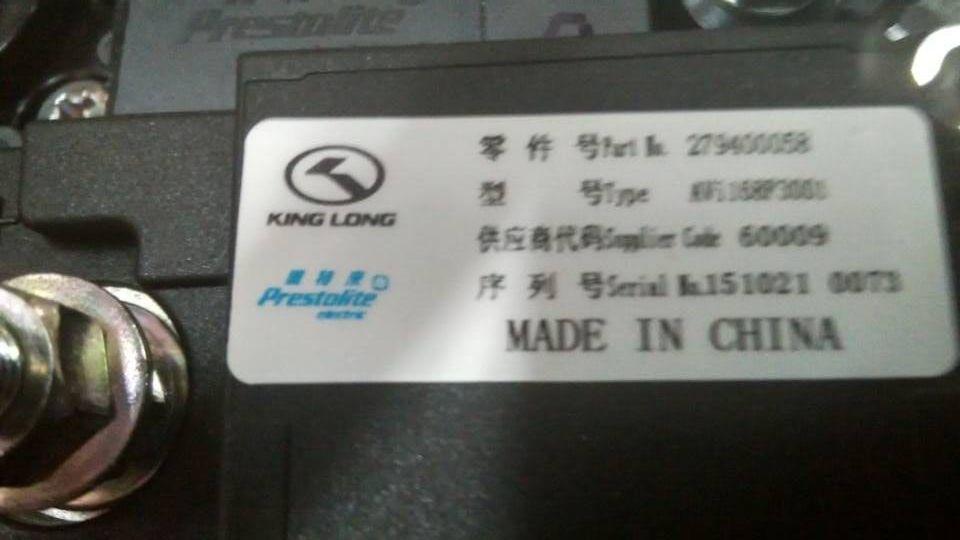 Prestolite
KING LONG
Prestolite
electric
零 件 号Part No. 279400058
型 号Type
供应商代码Supplier Code 60009
序 列 号Serial No.151021 0073
MADE IN CHINA